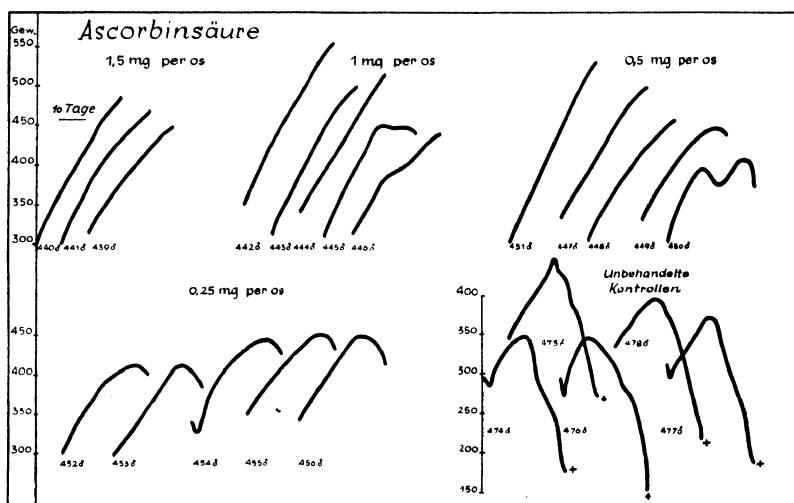 Gew.
Ascorbinsäure
550
1,5 mg per os
1 mg per os
0,5 mg per os
500
10 Tage
450
400
350
300
440♂ 441♂ 439♂
442♂ 443♂ 444♂ 445♂ 446♂
451♂ 447♂ 448♂ 449♂ 450♂
0,25 mg per os
Unbehandelte
Kontrollen
450
400
350
300
452♂ 453♂ 454♂ 455♂ 456♂
400
350
300
250
200
150
475♂ 478♂
474♂ 476♂ 477♂
+ + + + +